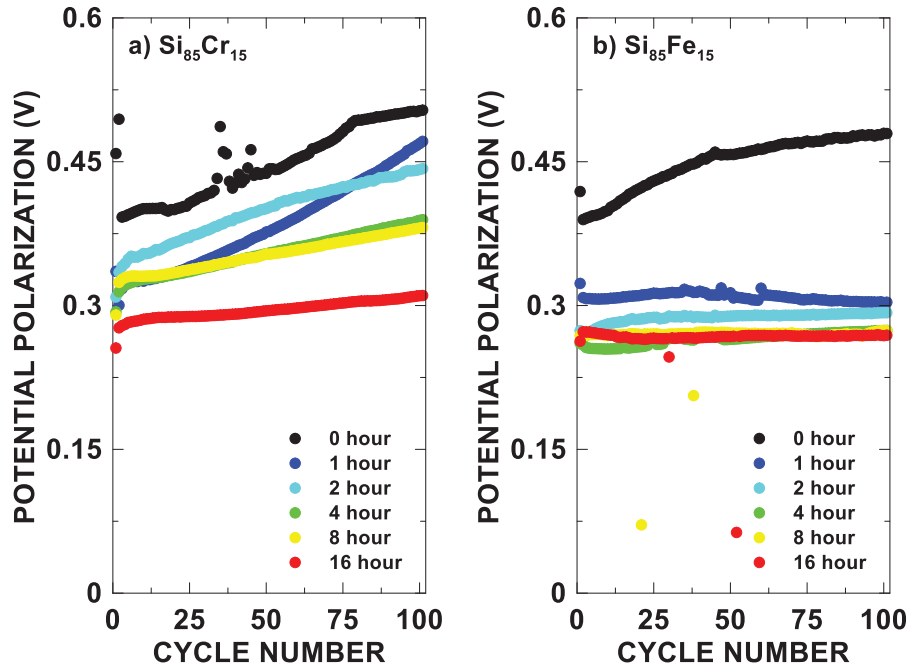 a) Si₈₅Cr₁₅
POTENTIAL POLARIZATION (V)
0.6
0.45
0.3
0.15
0
0 hour
1 hour
2 hour
4 hour
8 hour
16 hour
0 25 50 75 100
CYCLE NUMBER
b) Si₈₅Fe₁₅
POTENTIAL POLARIZATION (V)
0.6
0.45
0.3
0.15
0
0 hour
1 hour
2 hour
4 hour
8 hour
16 hour
0 25 50 75 100
CYCLE NUMBER